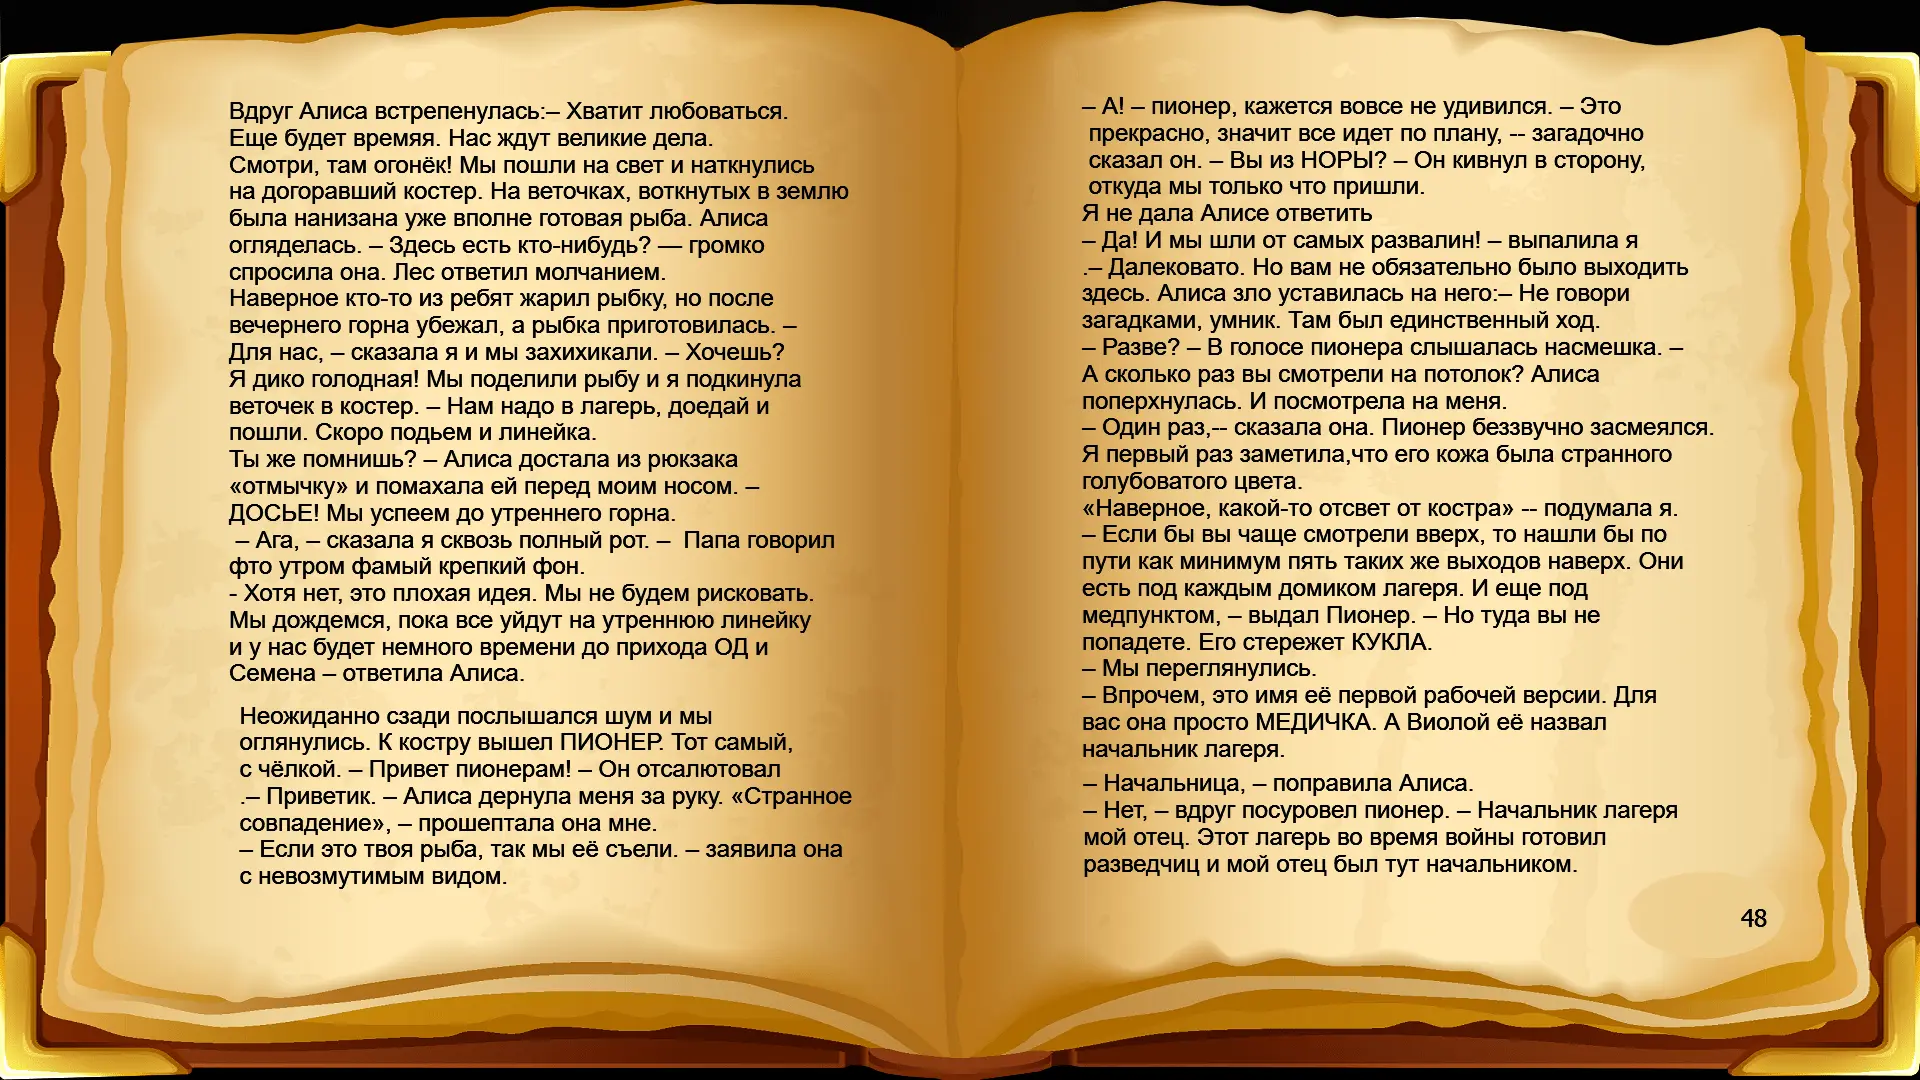 Вдруг Алиса встрепенулась:– Хватит любоваться.
Еще будет времяя. Нас ждут великие дела.
Смотри, там огонёк! Мы пошли на свет и наткнулись
на догоравший костер. На веточках, воткнутых в землю
была нанизана уже вполне готовая рыба. Алиса
огляделась. – Здесь есть кто-нибудь? — громко
спросила она. Лес ответил молчанием.
Наверное кто-то из ребят жарил рыбку, но после
вечернего горна убежал, а рыбка приготовилась. –
Для нас, – сказала я и мы захихикали. – Хочешь?
Я дико голодная! Мы поделили рыбу и я подкинула
веточек в костер. – Нам надо в лагерь, доедай и
пошли. Скоро подьем и линейка.
Ты же помнишь? – Алиса достала из рюкзака
«отмычку» и помахала ей перед моим носом. –
ДОСЬЕ! Мы успеем до утреннего горна.
– Ага, – сказала я сквозь полный рот. – Папа говорил
фто утром фамый крепкий фон.
- Хотя нет, это плохая идея. Мы не будем рисковать.
Мы дождемся, пока все уйдут на утреннюю линейку
и у нас будет немного времени до прихода ОД и
Семена – ответила Алиса.
Неожиданно сзади послышался шум и мы
оглянулись. К костру вышел ПИОНЕР. Тот самый,
с чёлкой. – Привет пионерам! – Он отсалютовал
.– Приветик. – Алиса дернула меня за руку. «Странное
совпадение», – прошептала она мне.
– Если это твоя рыба, так мы её съели. – заявила она
с невозмутимым видом.
– А! – пионер, кажется вовсе не удивился. – Это
прекрасно, значит все идет по плану, -- загадочно
сказал он. – Вы из НОРЫ? – Он кивнул в сторону,
откуда мы только что пришли.
Я не дала Алисе ответить
– Да! И мы шли от самых развалин! – выпалила я
.– Далековато. Но вам не обязательно было выходить
здесь. Алиса зло уставилась на него:– Не говори
загадками, умник. Там был единственный ход.
– Разве? – В голосе пионера слышалась насмешка. –
А сколько раз вы смотрели на потолок? Алиса
поперхнулась. И посмотрела на меня.
– Один раз,-- сказала она. Пионер беззвучно засмеялся.
Я первый раз заметила,что его кожа была странного
голубоватого цвета.
«Наверное, какой-то отсвет от костра» -- подумала я.
– Если бы вы чаще смотрели вверх, то нашли бы по
пути как минимум пять таких же выходов наверх. Они
есть под каждым домиком лагеря. И еще под
медпунктом, – выдал Пионер. – Но туда вы не
попадете. Его стережет КУКЛА.
– Мы переглянулись.
– Впрочем, это имя её первой рабочей версии. Для
вас она просто МЕДИЧКА. А Виолой её назвал
начальник лагеря.
– Начальница, – поправила Алиса.
– Нет, – вдруг посуровел пионер. – Начальник лагеря
мой отец. Этот лагерь во время войны готовил
разведчиц и мой отец был тут начальником.
48